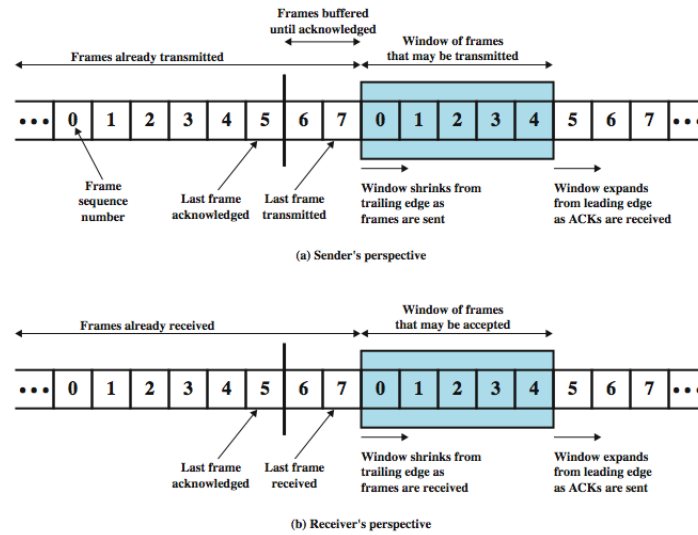 Frames buffered
until acknowledged
Frames already transmitted
Window of frames
that may be transmitted
••• 0 1 2 3 4 5 6 7 0 1 2 3 4 5 6 7 •••
Frame
sequence
number
Last frame
acknowledged
Last frame
transmitted
Window shrinks from
trailing edge as
frames are sent
Window expands
from leading edge
as ACKs are received
(a) Sender's perspective
Frames already received
Window of frames
that may be accepted
••• 0 1 2 3 4 5 6 7 0 1 2 3 4 5 6 7 •••
Last frame
acknowledged
Last frame
received
Window shrinks from
trailing edge as
frames are received
Window expands
from leading edge
as ACKs are sent
(b) Receiver's perspective